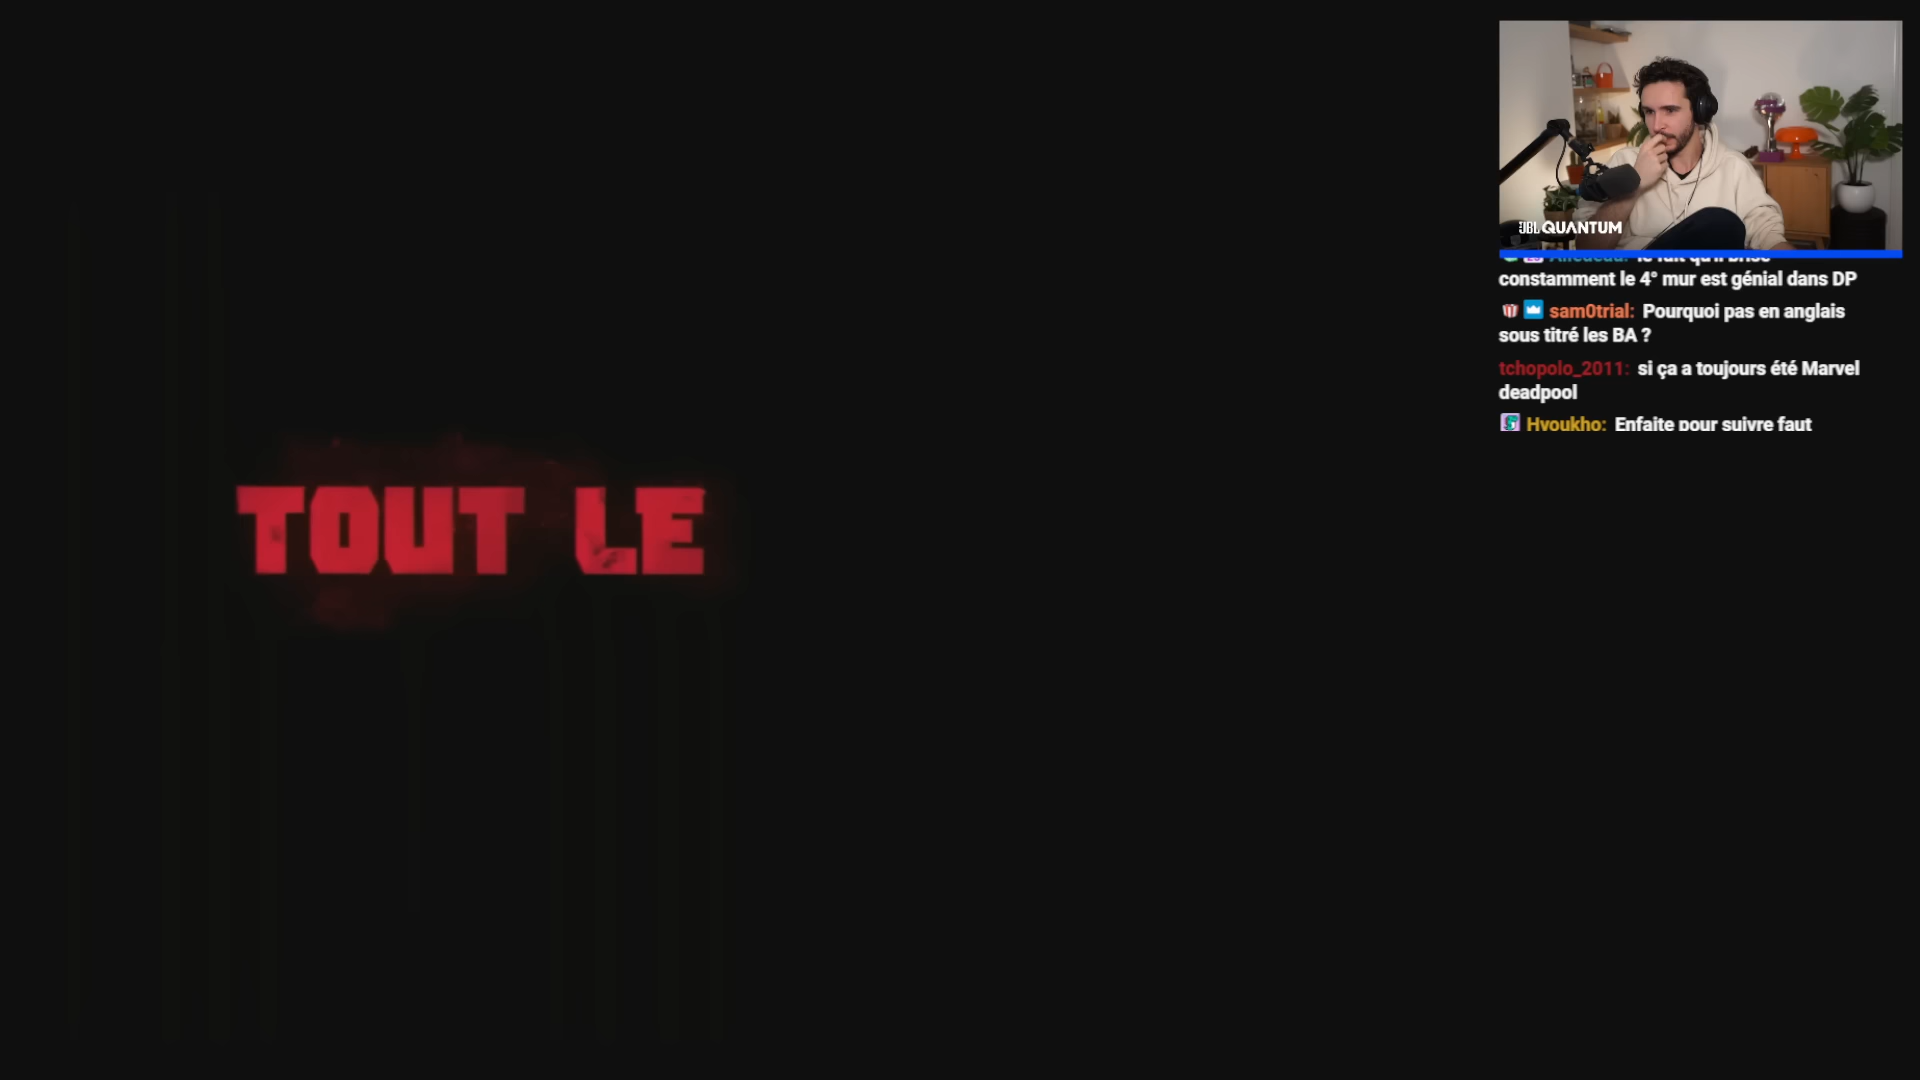 TOUT LE
JBL QUANTUM
constamment le 4° mur est génial dans DP
sam0trial: Pourquoi pas en anglais
sous titré les BA ?
tchopolo_2011: si ça a toujours été Marvel
deadpool
Hvoukho: Enfaite pour suivre faut